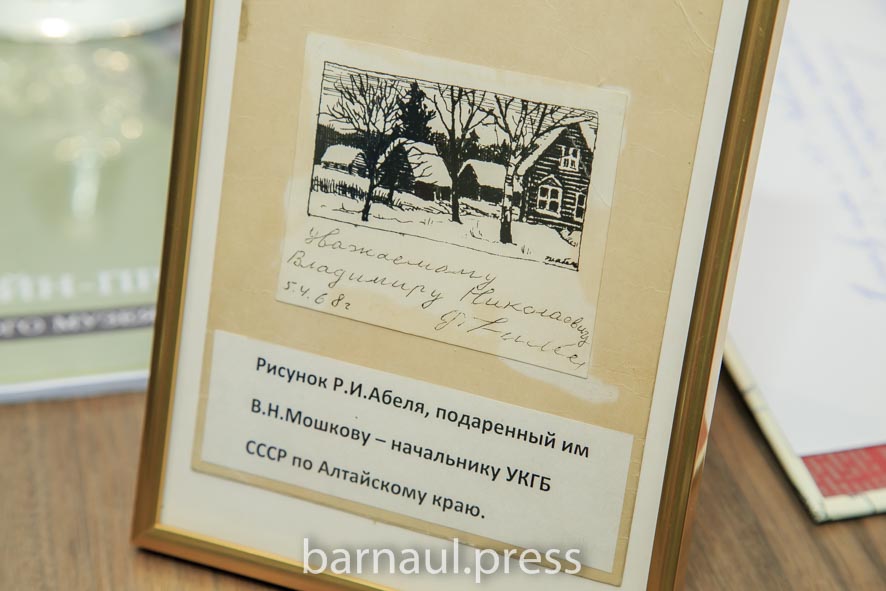 Уважаемому
Владимиру Николаевичу
5.4.68г
Рисунок Р.И.Абеля, подаренный им
В.Н.Мошкову – начальнику УКГБ
СССР по Алтайскому краю.
barnaul.press